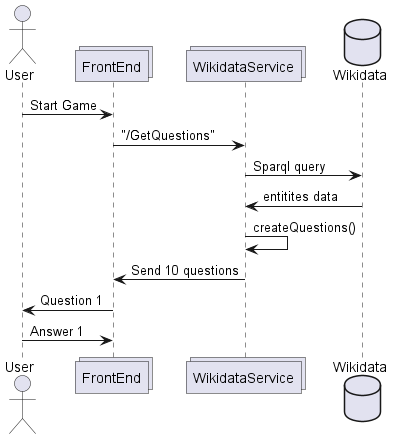 User
FrontEnd
WikidataService
Wikidata
Start Game
"/GetQuestions"
Sparql query
entitites data
createQuestions()
Send 10 questions
Question 1
Answer 1
User
FrontEnd
WikidataService
Wikidata